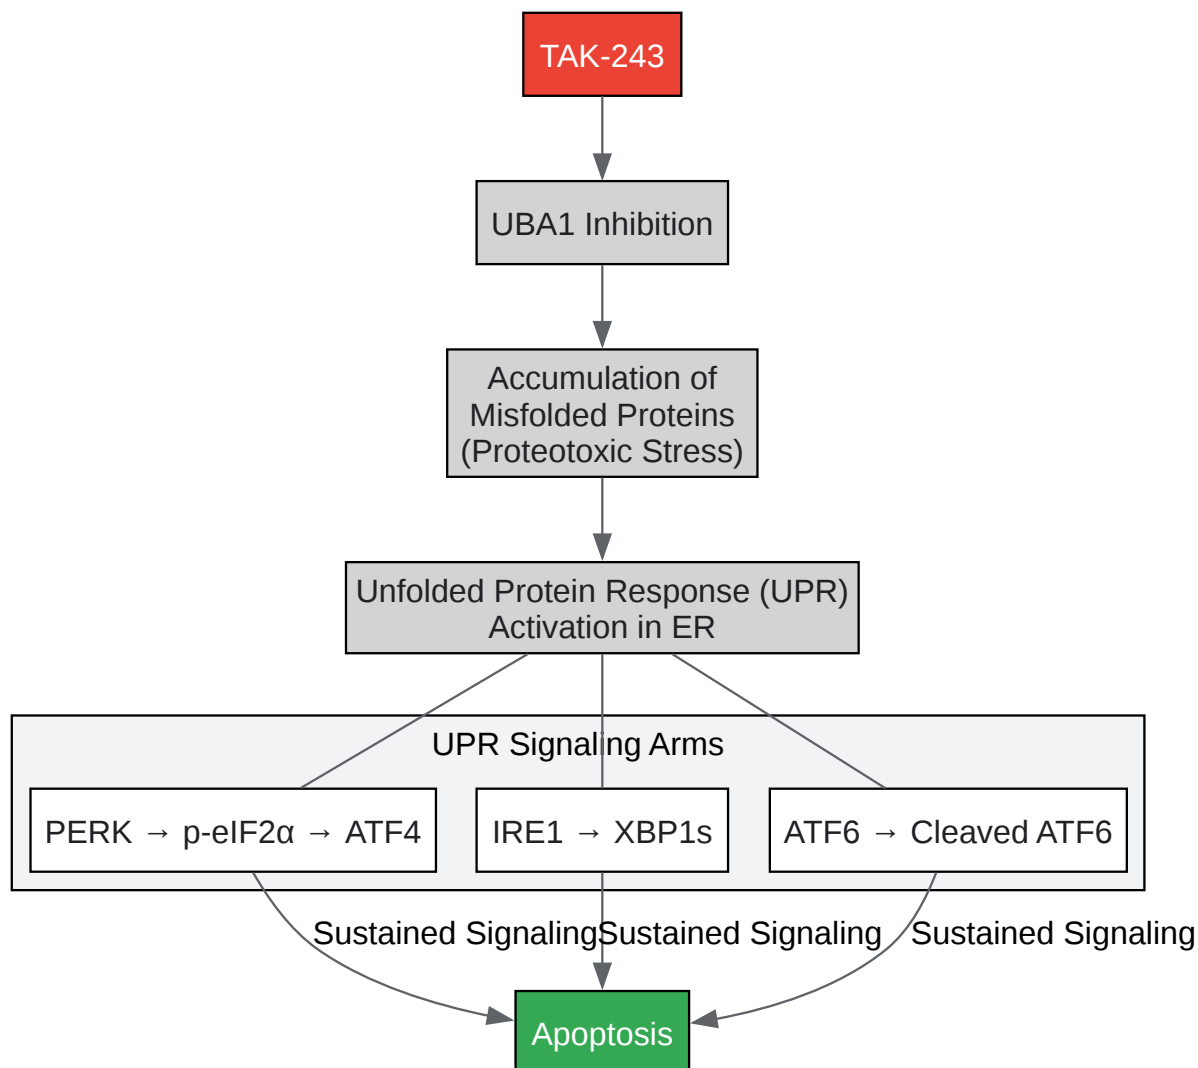 TAK-243
UBA1 Inhibition
Accumulation of
Misfolded Proteins
(Proteotoxic Stress)
Unfolded Protein Response (UPR)
Activation in ER
UPR Signaling Arms
PERK → p-eIF2α → ATF4
IRE1 → XBP1s
ATF6 → Cleaved ATF6
Sustained Signaling
Sustained Signaling
Sustained Signaling
Apoptosis